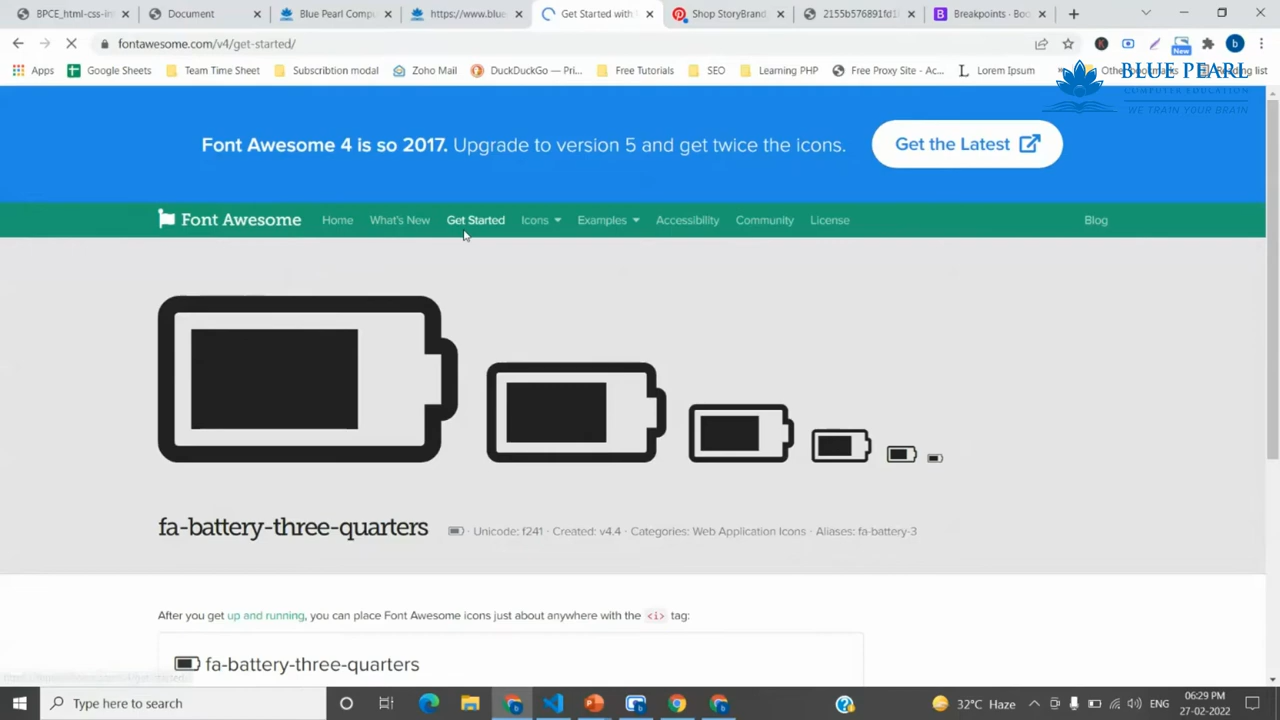 BPCE_html-css-in
Document
Blue Pearl Compu
https://www.blue
Get Started with
Shop StoryBrand
2155b576891fd1
Breakpoints · Boo
fontawesome.com/v4/get-started/
New
b
Apps
Google Sheets
Team Time Sheet
Subscribtion modal
Zoho Mail
DuckDuckGo — Pri...
Free Tutorials
SEO
Learning PHP
Free Proxy Site - Ac...
Lorem Ipsum
Reading list
BLUE PEARL
COMPUTER EDUCATION
WE TRAIN YOUR BRAIN
Font Awesome 4 is so 2017. Upgrade to version 5 and get twice the icons.
Get the Latest
Font Awesome
Home
What's New
Get Started
Icons
Examples
Accessibility
Community
License
Blog
fa-battery-three-quarters
· Unicode: f241 · Created: v4.4 · Categories: Web Application Icons · Aliases: fa-battery-3
After you get up and running, you can place Font Awesome icons just about anywhere with the <i> tag:
fa-battery-three-quarters
Type here to search
32°C Haze
ENG
06:29 PM
27-02-2022